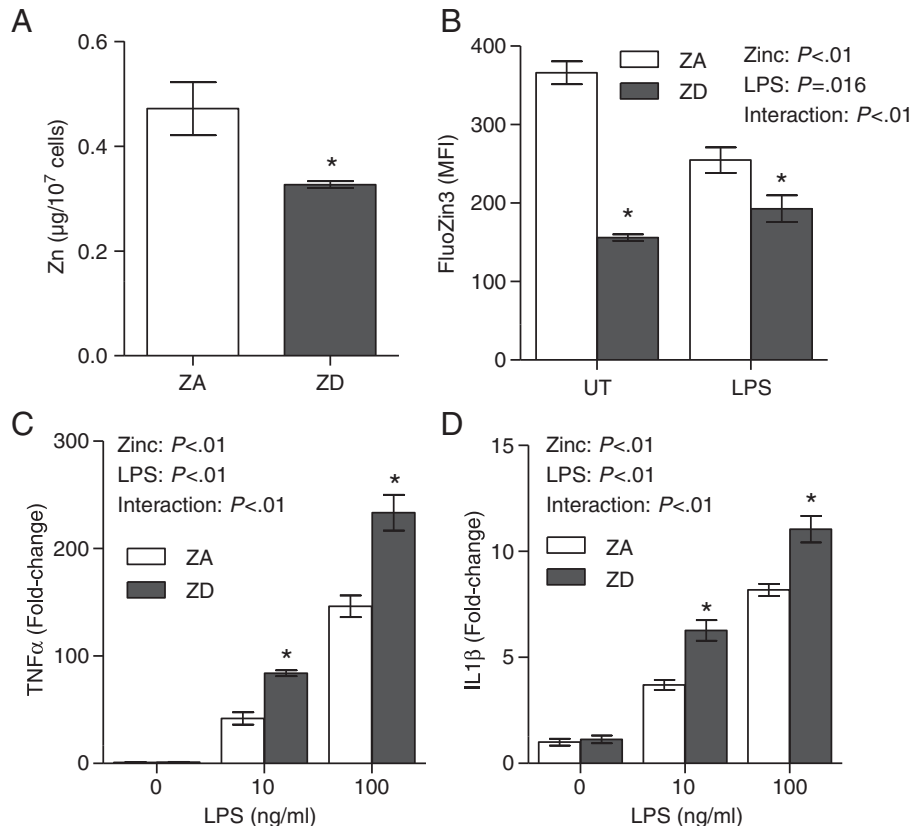 A
Zn (µg/10⁷ cells)
0.6
0.4
0.2
0.0
*
ZA
ZD
B
FluoZin3 (MFI)
400
300
200
100
0
ZA
ZD
Zinc: P<.01
LPS: P=.016
Interaction: P<.01
*
*
UT
LPS
C
TNFα (Fold-change)
300
200
100
0
Zinc: P<.01
LPS: P<.01
Interaction: P<.01
ZA
ZD
*
*
0
10
100
LPS (ng/ml)
D
IL1β (Fold-change)
15
10
5
0
Zinc: P<.01
LPS: P<.01
Interaction: P<.01
ZA
ZD
*
*
0
10
100
LPS (ng/ml)